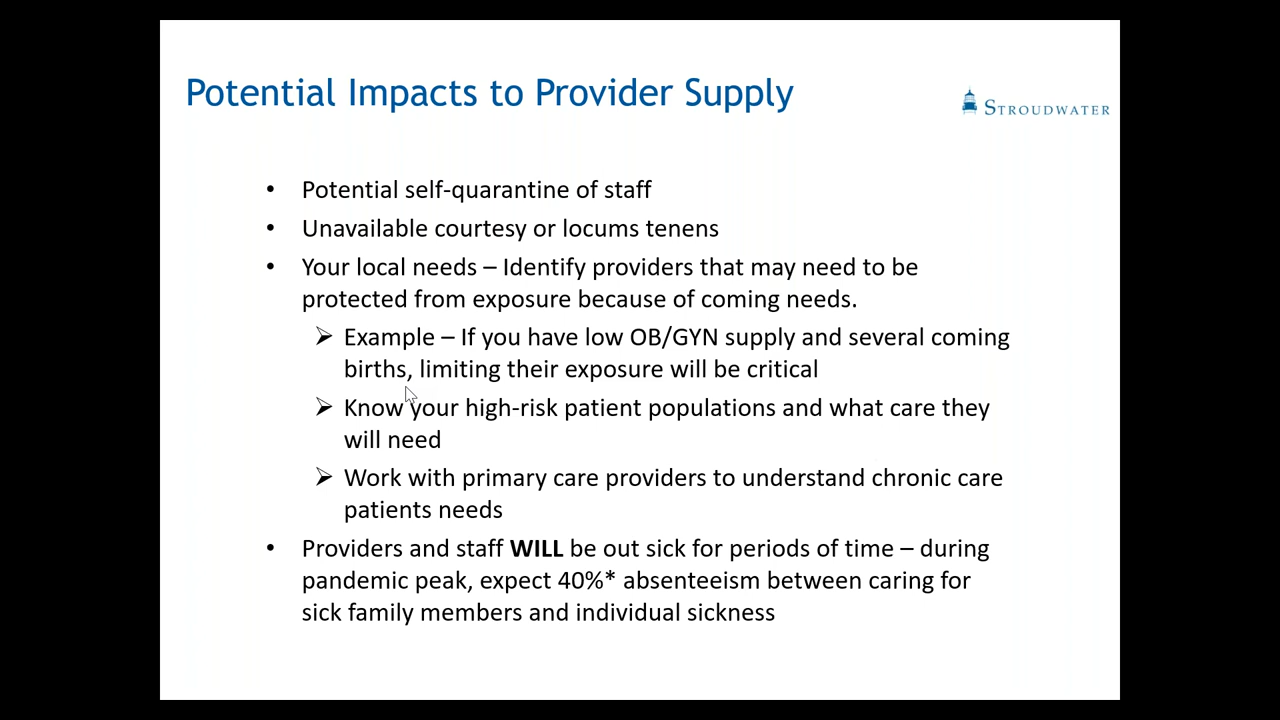 Potential Impacts to Provider Supply
STROUDWATER
• Potential self-quarantine of staff
• Unavailable courtesy or locums tenens
• Your local needs – Identify providers that may need to be
protected from exposure because of coming needs.
➢ Example – If you have low OB/GYN supply and several coming
births, limiting their exposure will be critical
➢ Know your high-risk patient populations and what care they
will need
➢ Work with primary care providers to understand chronic care
patients needs
• Providers and staff WILL be out sick for periods of time – during
pandemic peak, expect 40%* absenteeism between caring for
sick family members and individual sickness